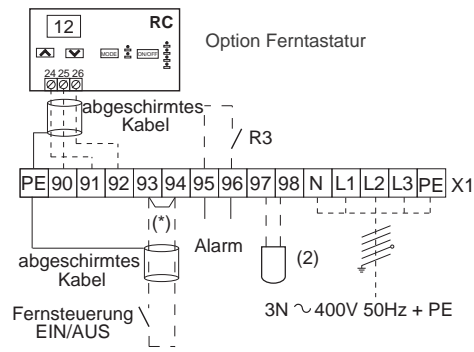 12
RC
MODE
ON/OFF
24 25 26
Option Ferntastatur
abgeschirmtes
Kabel
R3
PE 90 91 92 93 94 95 96 97 98 N L1 L2 L3 PE X1
(*)
Alarm
(2)
abgeschirmtes
Kabel
Fernsteuerung
EIN/AUS
3N ~ 400V 50Hz + PE